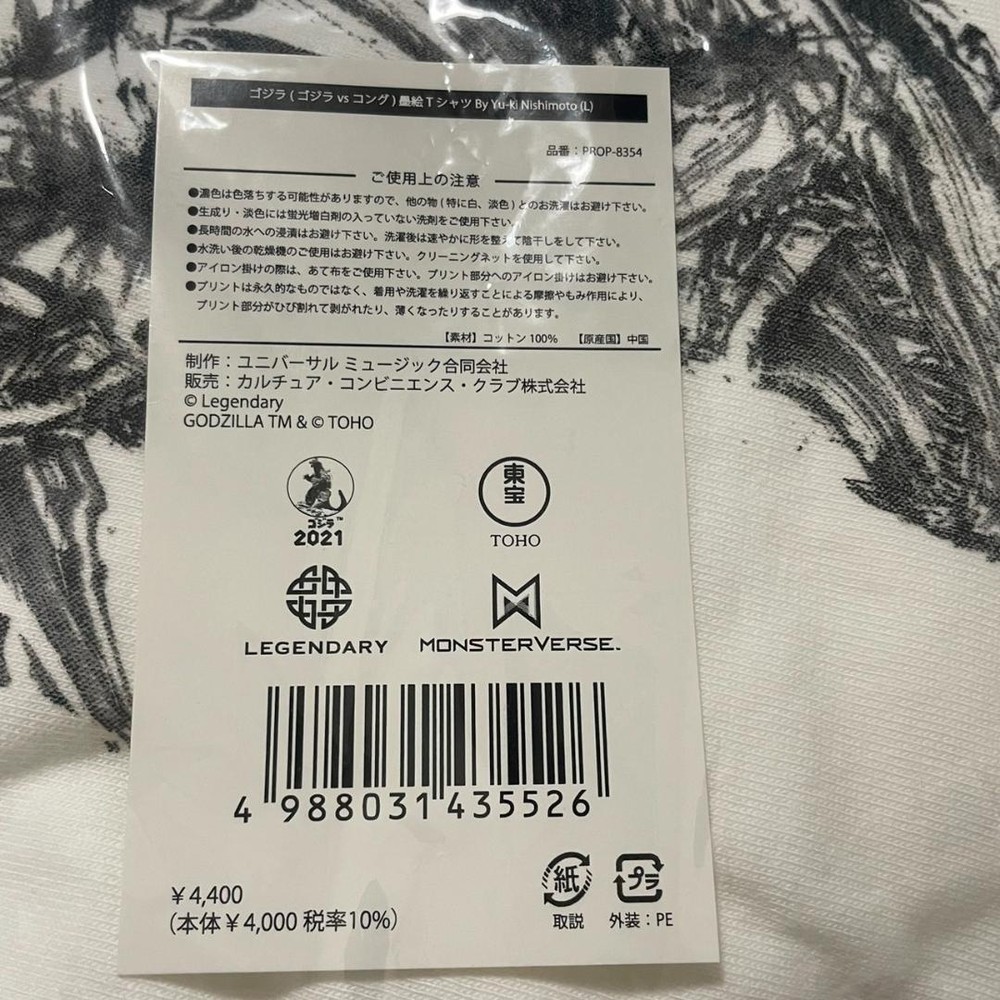 ゴジラ ( ゴジラ vs コング ) 墨絵 T シャツ By Yu-ki Nishimoto (L)
品番：PROP-8354
ご使用上の注意
●濃色は色落ちする可能性がありますので、他の物 ( 特に白、淡色 ) とのお洗濯はお避け下さい。
●生成り・淡色には蛍光増白剤の入っていない洗剤をご使用下さい。
●長時間の水への浸漬はお避け下さい。洗濯後は速やかに形を整えて陰干しをして下さい。
●水洗い後の乾燥機のご使用はお避け下さい。クリーニングネットを使用して下さい。
●アイロン掛けの際は、あて布をご使用下さい。プリント部分へのアイロン掛けはお避け下さい。
●プリントは永久的なものではなく、着用や洗濯を繰り返すことによる摩擦やもみ作用により、
プリント部分がひび割れて剥がれたり、薄くなったりすることがあります。
【素材】コットン 100% 【原産国】中国
制作：ユニバーサル ミュージック合同会社
販売：カルチュア・コンビニエンス・クラブ株式会社
© Legendary
GODZILLA TM & © TOHO
ゴジラ™
2021
東宝
TOHO
LEGENDARY
MONSTERVERSE™
4 988031 435526
￥4,400
(本体￥4,000 税率10%)
紙
取説
プラ
外装：PE